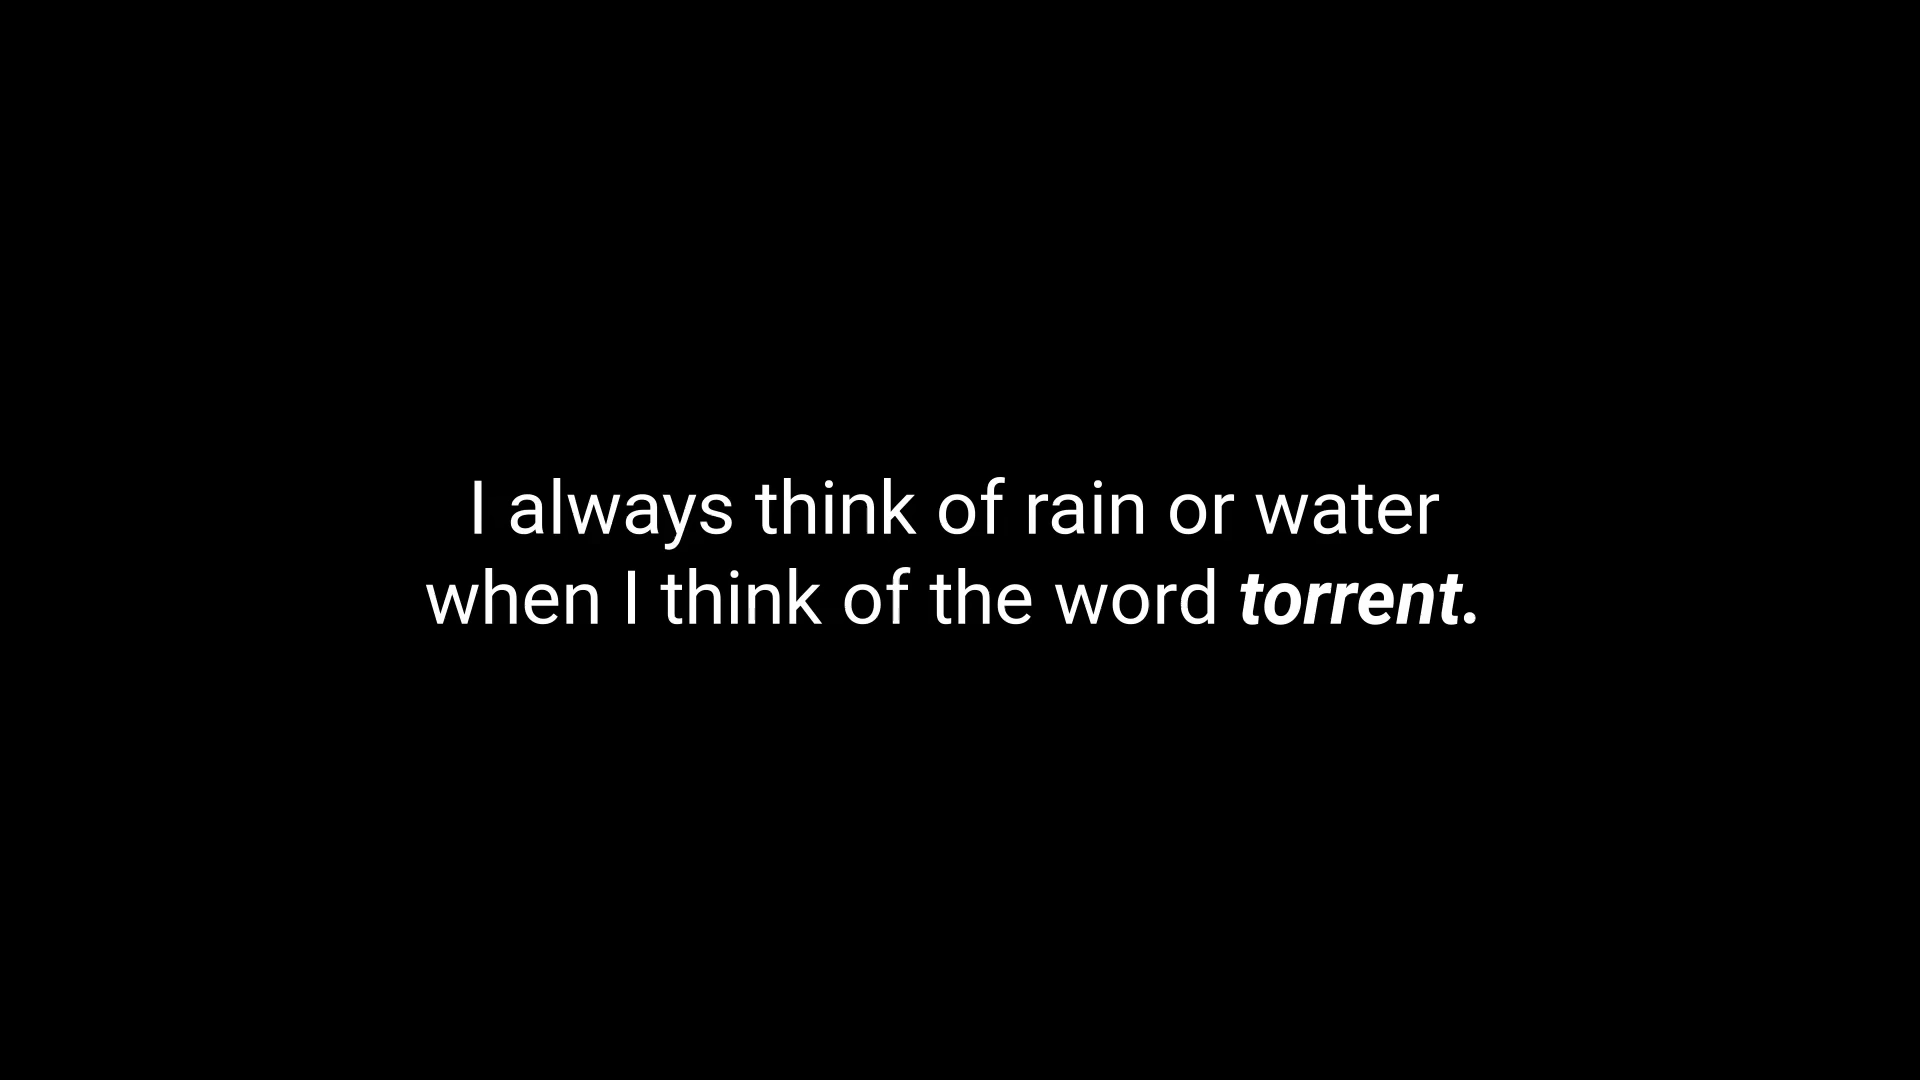 I always think of rain or water
when I think of the word torrent.